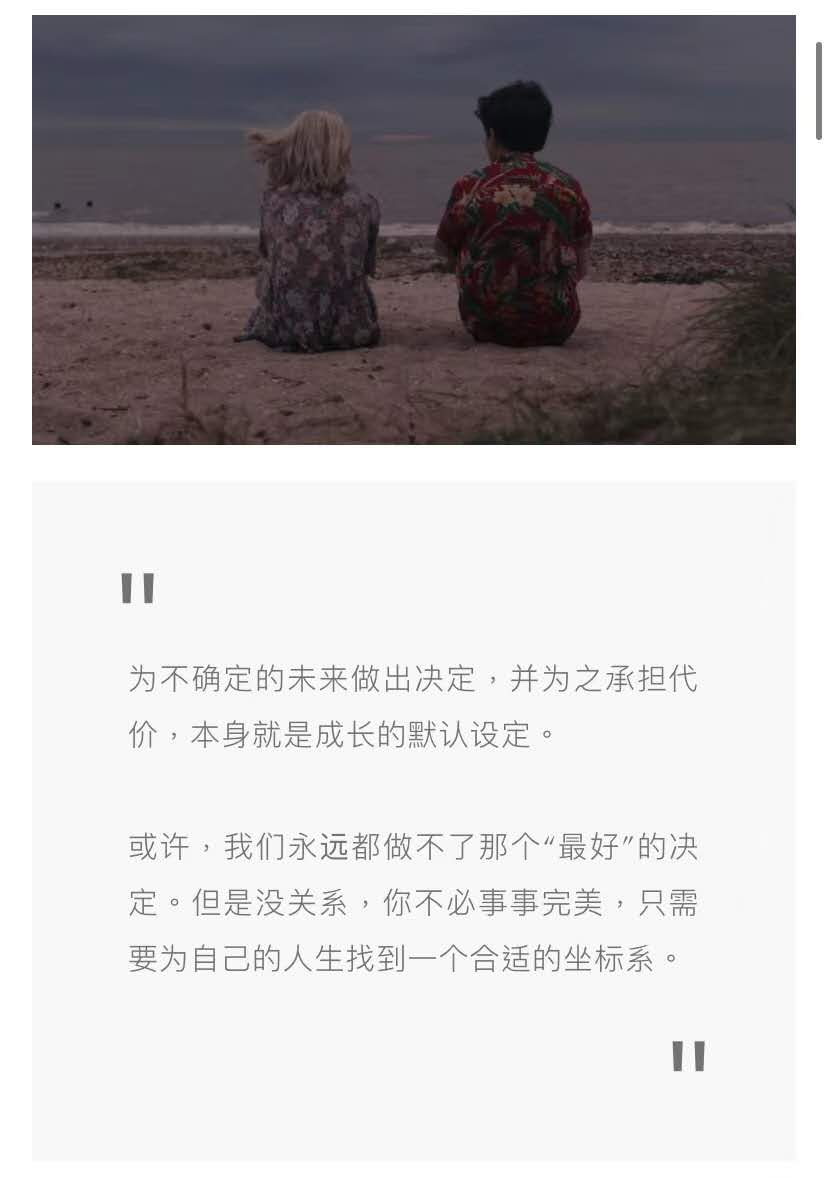 "
为不确定的未来做出决定，并为之承担代
价，本身就是成长的默认设定。
或许，我们永远都做不了那个“最好”的决
定。但是没关系，你不必事事完美，只需
要为自己的人生找到一个合适的坐标系。
"